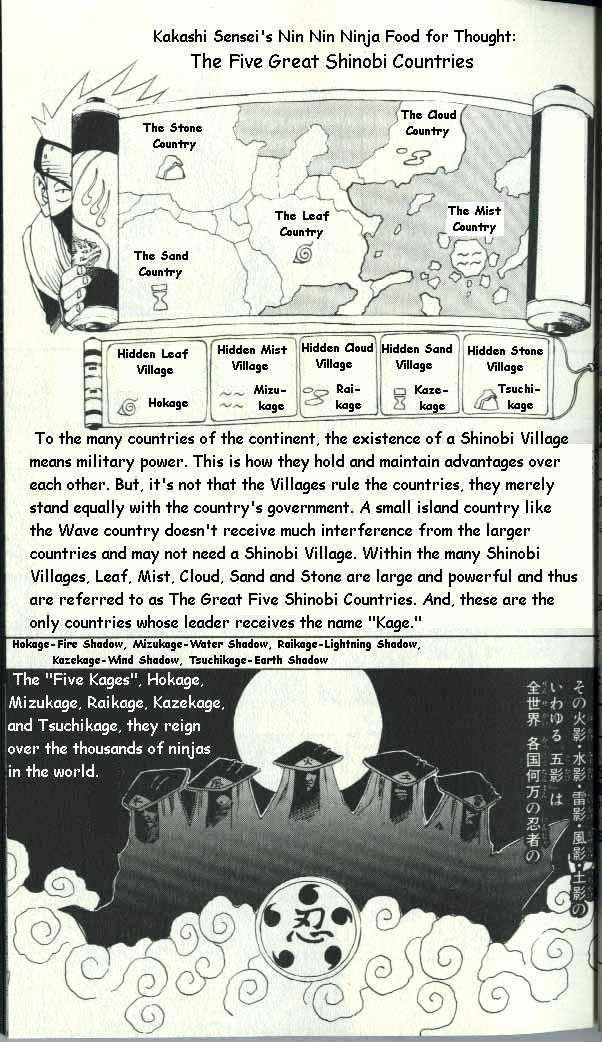 Kakashi Sensei's Nin Nin Ninja Food for Thought:
The Five Great Shinobi Countries
The Stone
Country
The Cloud
Country
The Leaf
Country
The Mist
Country
The Sand
Country
Hidden Leaf
Village
Hokage
Hidden Mist
Village
Mizu-
kage
Hidden Cloud
Village
Rai-
kage
Hidden Sand
Village
Kaze-
kage
Hidden Stone
Village
Tsuchi-
kage
To the many countries of the continent, the existence of a Shinobi Village
means military power. This is how they hold and maintain advantages over
each other. But, it's not that the Villages rule the countries, they merely
stand equally with the country's government. A small island country like
the Wave country doesn't receive much interference from the larger
countries and may not need a Shinobi Village. Within the many Shinobi
Villages, Leaf, Mist, Cloud, Sand and Stone are large and powerful and thus
are referred to as The Great Five Shinobi Countries. And, these are the
only countries whose leader receives the name "Kage."
Hokage-Fire Shadow, Mizukage-Water Shadow, Raikage-Lightning Shadow,
Kazekage-Wind Shadow, Tsuchikage-Earth Shadow
The "Five Kages", Hokage,
Mizukage, Raikage, Kazekage,
and Tsuchikage, they reign
over the thousands of ninjas
in the world.
その火影・水影・雷影・風影・土影の
いわゆる「五影」は
全世界 各国何万の忍者の
火
忍